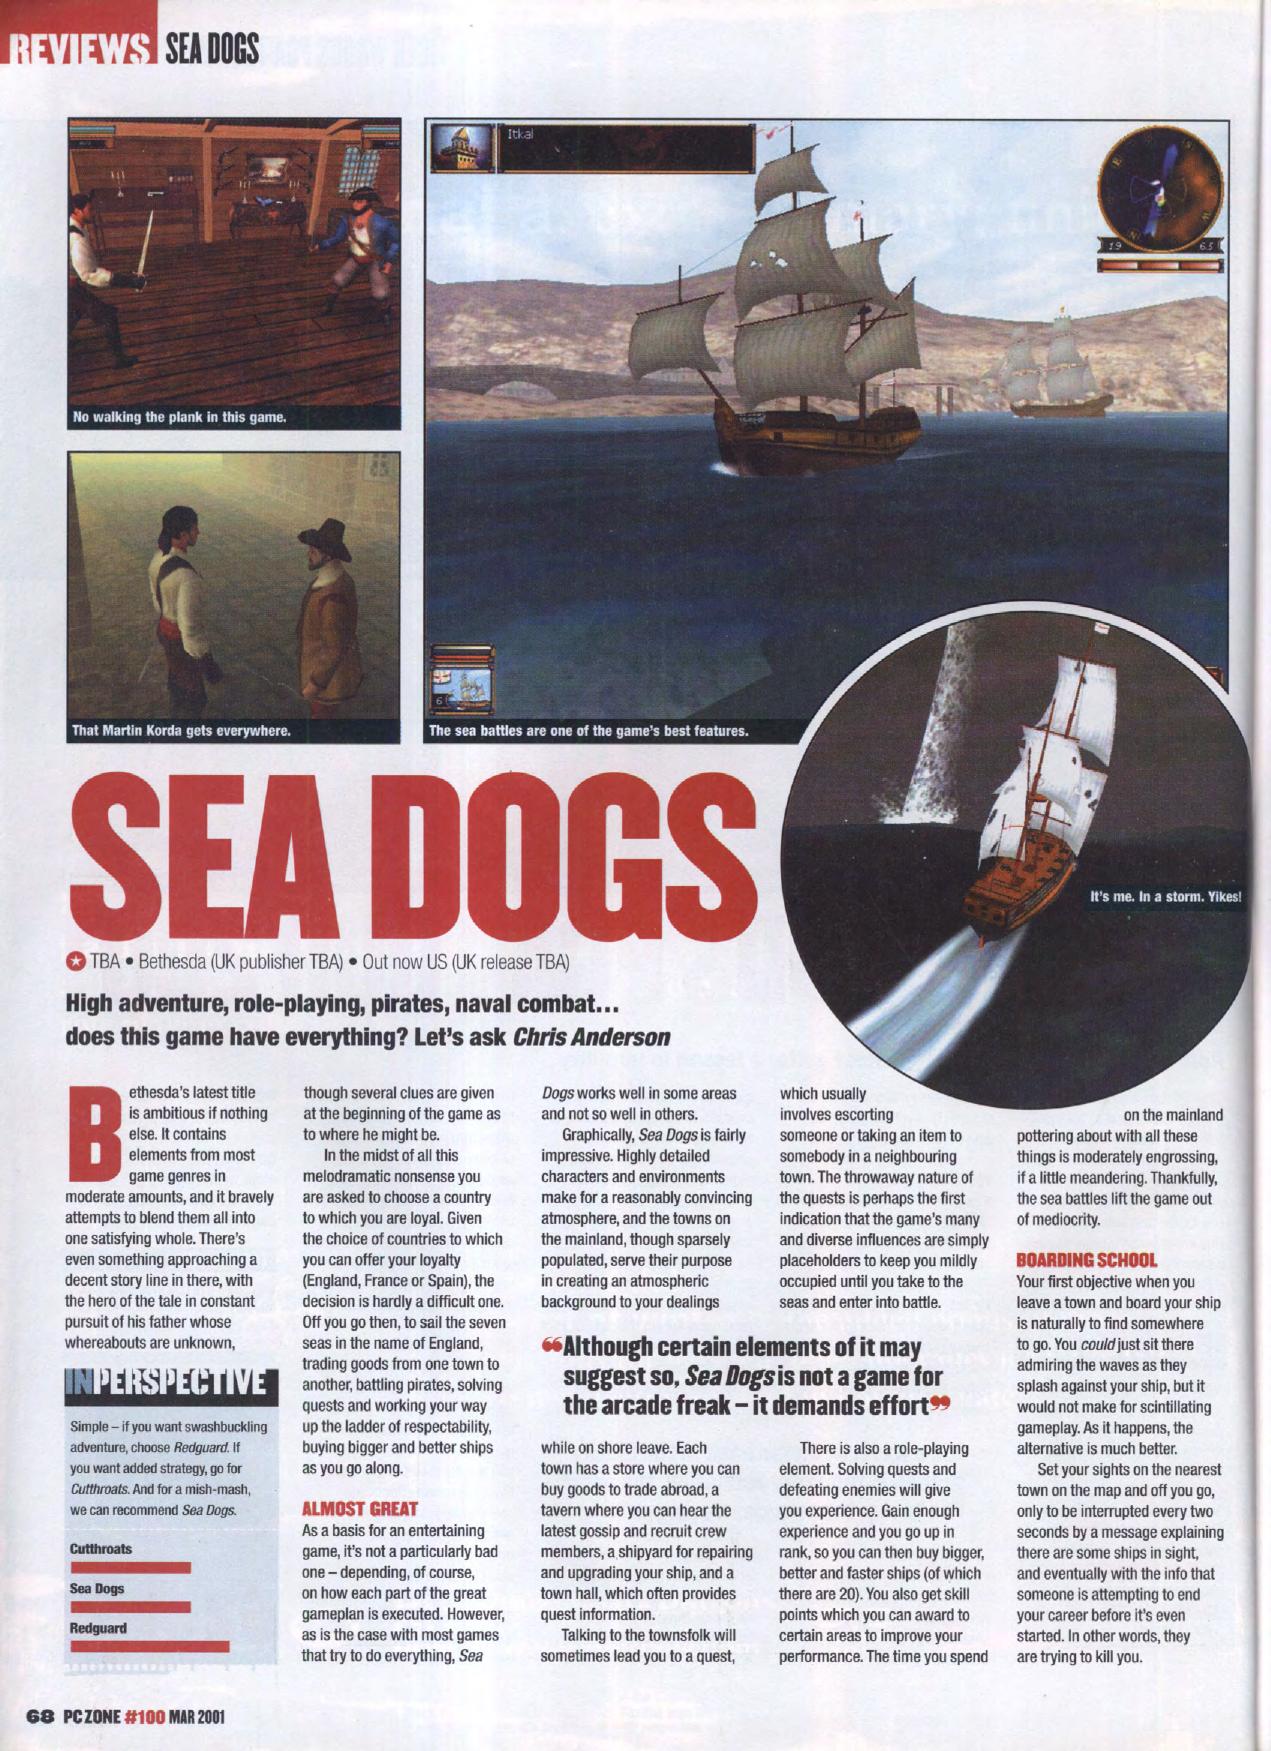 REVIEWS SEA DOGS
Itkal
19 65
No walking the plank in this game.
That Martin Korda gets everywhere.
6
The sea battles are one of the game's best features.
It's me. In a storm. Yikes!
SEA DOGS
TBA • Bethesda (UK publisher TBA) • Out now US (UK release TBA)
High adventure, role-playing, pirates, naval combat...
does this game have everything? Let's ask Chris Anderson
Bethesda's latest title
is ambitious if nothing
else. It contains
elements from most
game genres in
moderate amounts, and it bravely
attempts to blend them all into
one satisfying whole. There's
even something approaching a
decent story line in there, with
the hero of the tale in constant
pursuit of his father whose
whereabouts are unknown,
INPERSPECTIVE
Simple – if you want swashbuckling
adventure, choose Redguard. If
you want added strategy, go for
Cutthroats. And for a mish-mash,
we can recommend Sea Dogs.
Cutthroats
Sea Dogs
Redguard
though several clues are given
at the beginning of the game as
to where he might be.
In the midst of all this
melodramatic nonsense you
are asked to choose a country
to which you are loyal. Given
the choice of countries to which
you can offer your loyalty
(England, France or Spain), the
decision is hardly a difficult one.
Off you go then, to sail the seven
seas in the name of England,
trading goods from one town to
another, battling pirates, solving
quests and working your way
up the ladder of respectability,
buying bigger and better ships
as you go along.
ALMOST GREAT
As a basis for an entertaining
game, it's not a particularly bad
one – depending, of course,
on how each part of the great
gameplan is executed. However,
as is the case with most games
that try to do everything, Sea
Dogs works well in some areas
and not so well in others.
Graphically, Sea Dogs is fairly
impressive. Highly detailed
characters and environments
make for a reasonably convincing
atmosphere, and the towns on
the mainland, though sparsely
populated, serve their purpose
in creating an atmospheric
background to your dealings
❝Although certain elements of it may
suggest so, Sea Dogs is not a game for
the arcade freak – it demands effort❞
while on shore leave. Each
town has a store where you can
buy goods to trade abroad, a
tavern where you can hear the
latest gossip and recruit crew
members, a shipyard for repairing
and upgrading your ship, and a
town hall, which often provides
quest information.
Talking to the townsfolk will
sometimes lead you to a quest,
which usually
involves escorting
someone or taking an item to
somebody in a neighbouring
town. The throwaway nature of
the quests is perhaps the first
indication that the game's many
and diverse influences are simply
placeholders to keep you mildly
occupied until you take to the
seas and enter into battle.
There is also a role-playing
element. Solving quests and
defeating enemies will give
you experience. Gain enough
experience and you go up in
rank, so you can then buy bigger,
better and faster ships (of which
there are 20). You also get skill
points which you can award to
certain areas to improve your
performance. The time you spend
on the mainland
pottering about with all these
things is moderately engrossing,
if a little meandering. Thankfully,
the sea battles lift the game out
of mediocrity.
BOARDING SCHOOL
Your first objective when you
leave a town and board your ship
is naturally to find somewhere
to go. You could just sit there
admiring the waves as they
splash against your ship, but it
would not make for scintillating
gameplay. As it happens, the
alternative is much better.
Set your sights on the nearest
town on the map and off you go,
only to be interrupted every two
seconds by a message explaining
there are some ships in sight,
and eventually with the info that
someone is attempting to end
your career before it's even
started. In other words, they
are trying to kill you.
68 PC ZONE #100 MAR 2001